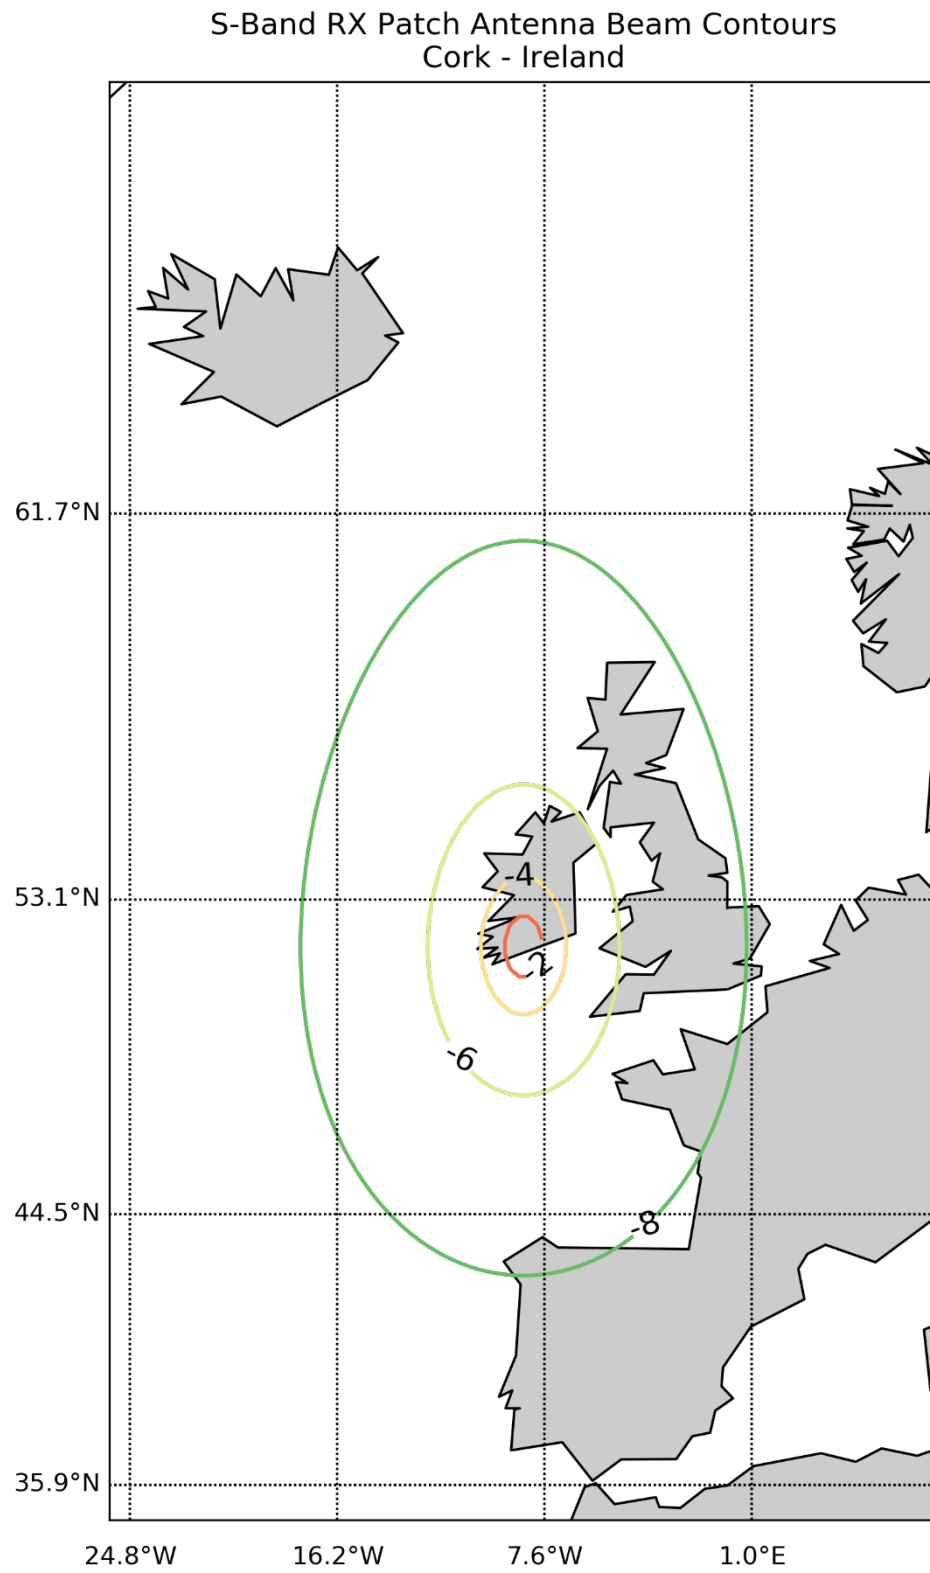 S-Band RX Patch Antenna Beam Contours
Cork - Ireland
61.7°N
-4
53.1°N
-2
-6
44.5°N
-8
35.9°N
24.8°W 16.2°W 7.6°W 1.0°E